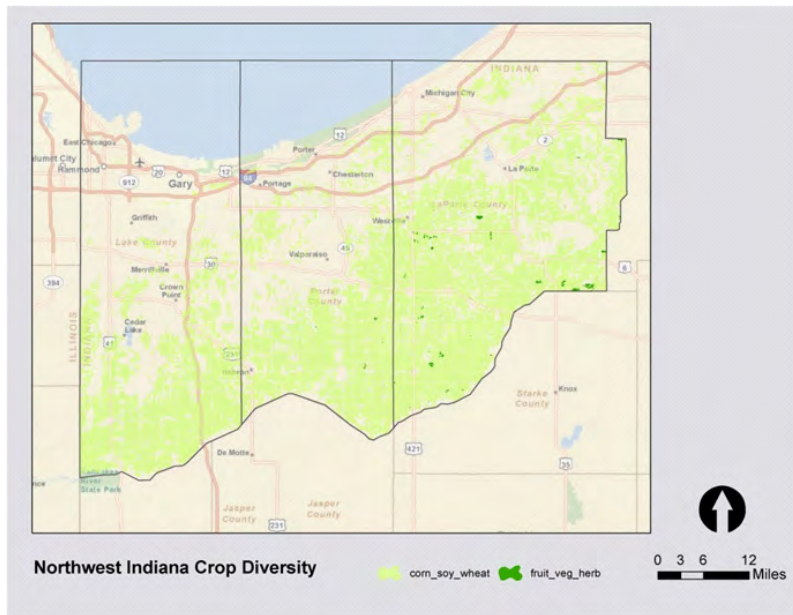 INDIANA
Michigan City
12
East Chicago
2
Porter
Calumet City
Hammond
20
12
Chesterton
La Porte
912
Gary
94
Portage
LaPorte County
Griffith
Westville
Lake County
49
Valparaiso
30
6
Merrillville
394
Crown
Point
Porter
County
ILLINOIS
INDIANA
Cedar
Lake
41
231
Hebron
Starke
County
Knox
De Motte
421
35
River
State Park
Jasper
County
Jasper
County
231
Northwest Indiana Crop Diversity
corn_soy_wheat
fruit_veg_herb
0 3 6 12
Miles